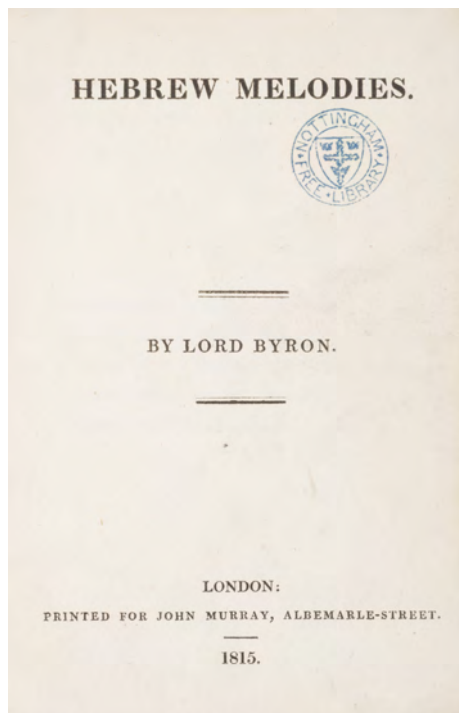 HEBREW MELODIES.
·NOTTINGHAM·
FREE·LIBRARY
BY LORD BYRON.
LONDON:
PRINTED FOR JOHN MURRAY, ALBEMARLE-STREET.
1815.